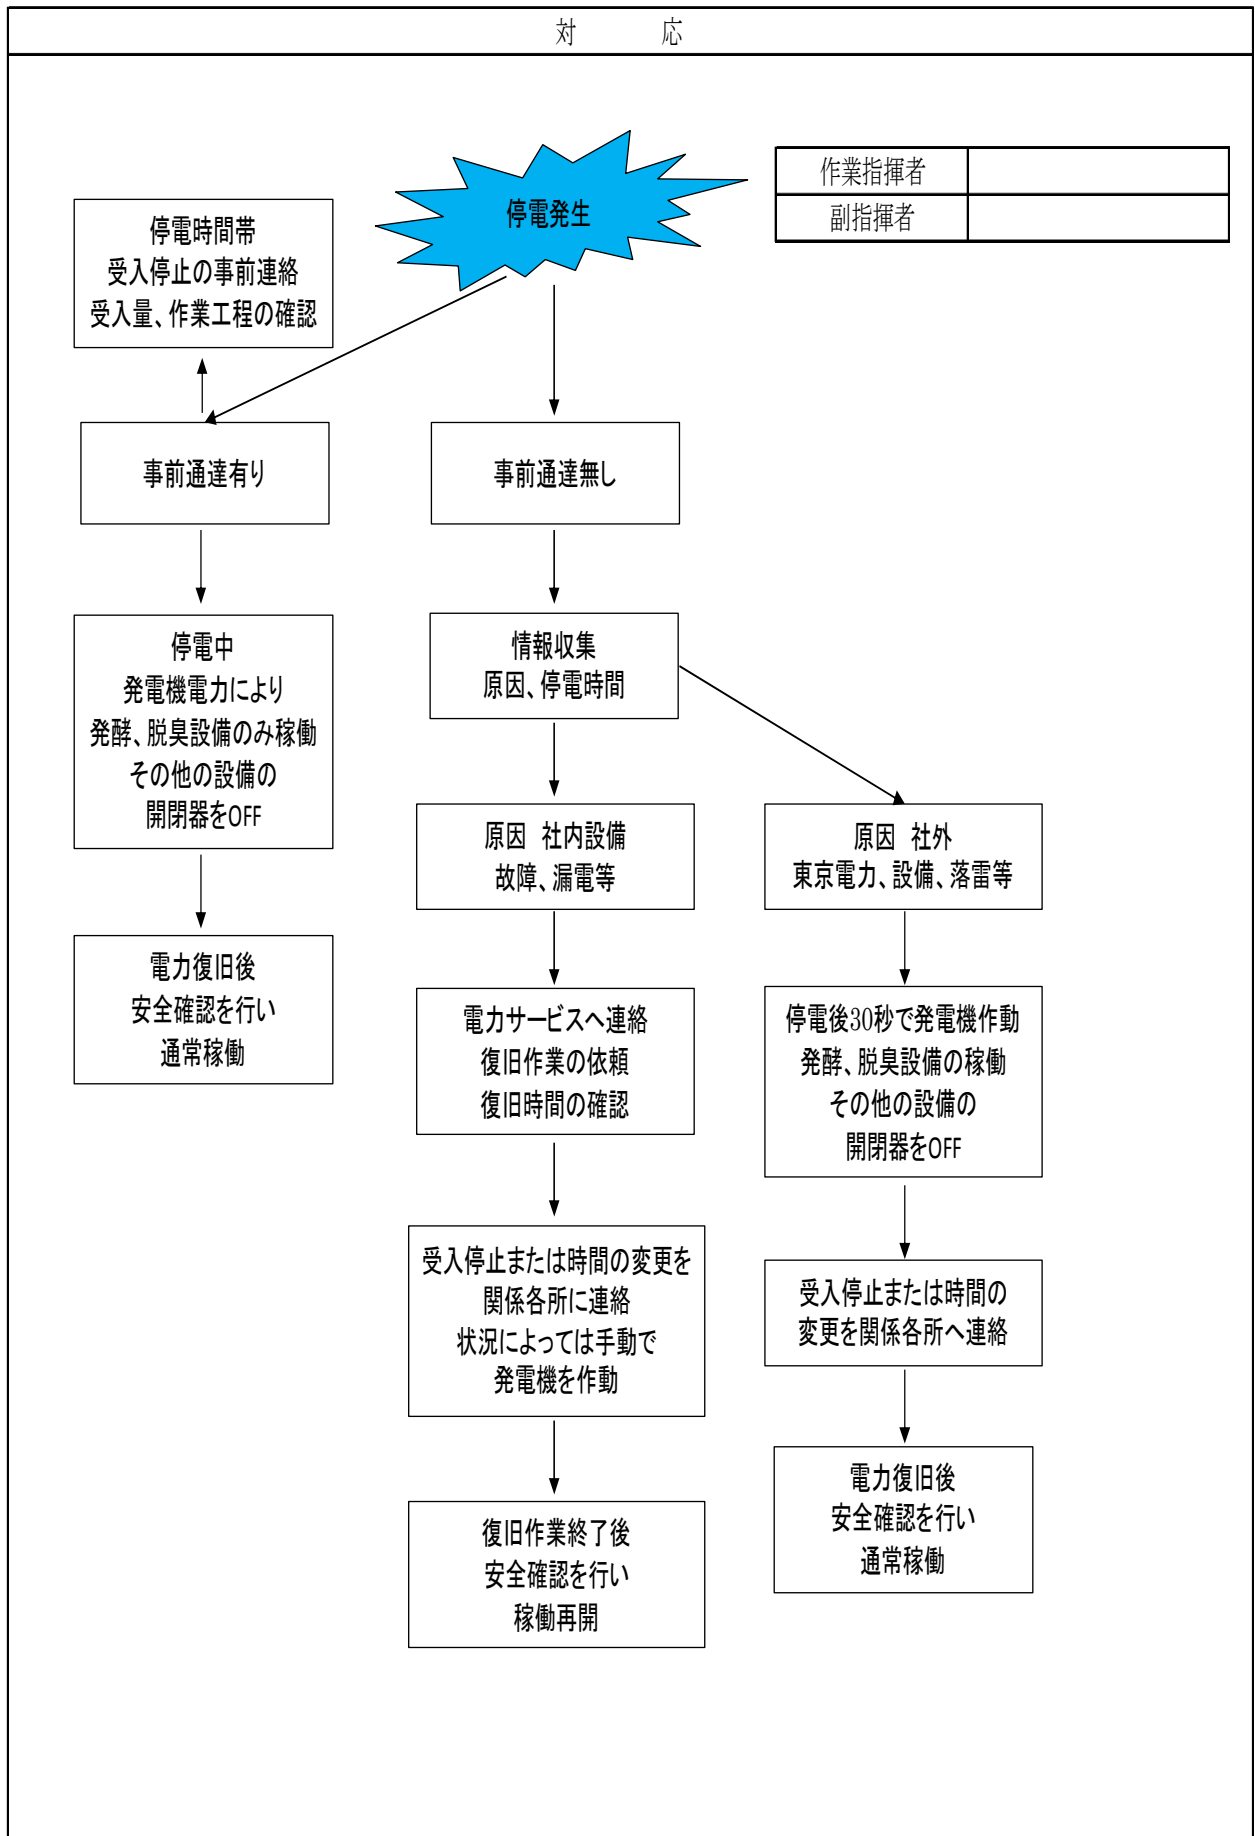 対 応
停電発生
作業指揮者
副指揮者
停電時間帯
受入停止の事前連絡
受入量、作業工程の確認
事前通達有り
事前通達無し
停電中
発電機電力により
発酵、脱臭設備のみ稼働
その他の設備の
開閉器をOFF
情報収集
原因、停電時間
原因 社内設備
故障、漏電等
原因 社外
東京電力、設備、落雷等
電力復旧後
安全確認を行い
通常稼働
電力サービスへ連絡
復旧作業の依頼
復旧時間の確認
停電後30秒で発電機作動
発酵、脱臭設備の稼働
その他の設備の
開閉器をOFF
受入停止または時間の変更を
関係各所に連絡
状況によっては手動で
発電機を作動
受入停止または時間の
変更を関係各所へ連絡
復旧作業終了後
安全確認を行い
稼働再開
電力復旧後
安全確認を行い
通常稼働